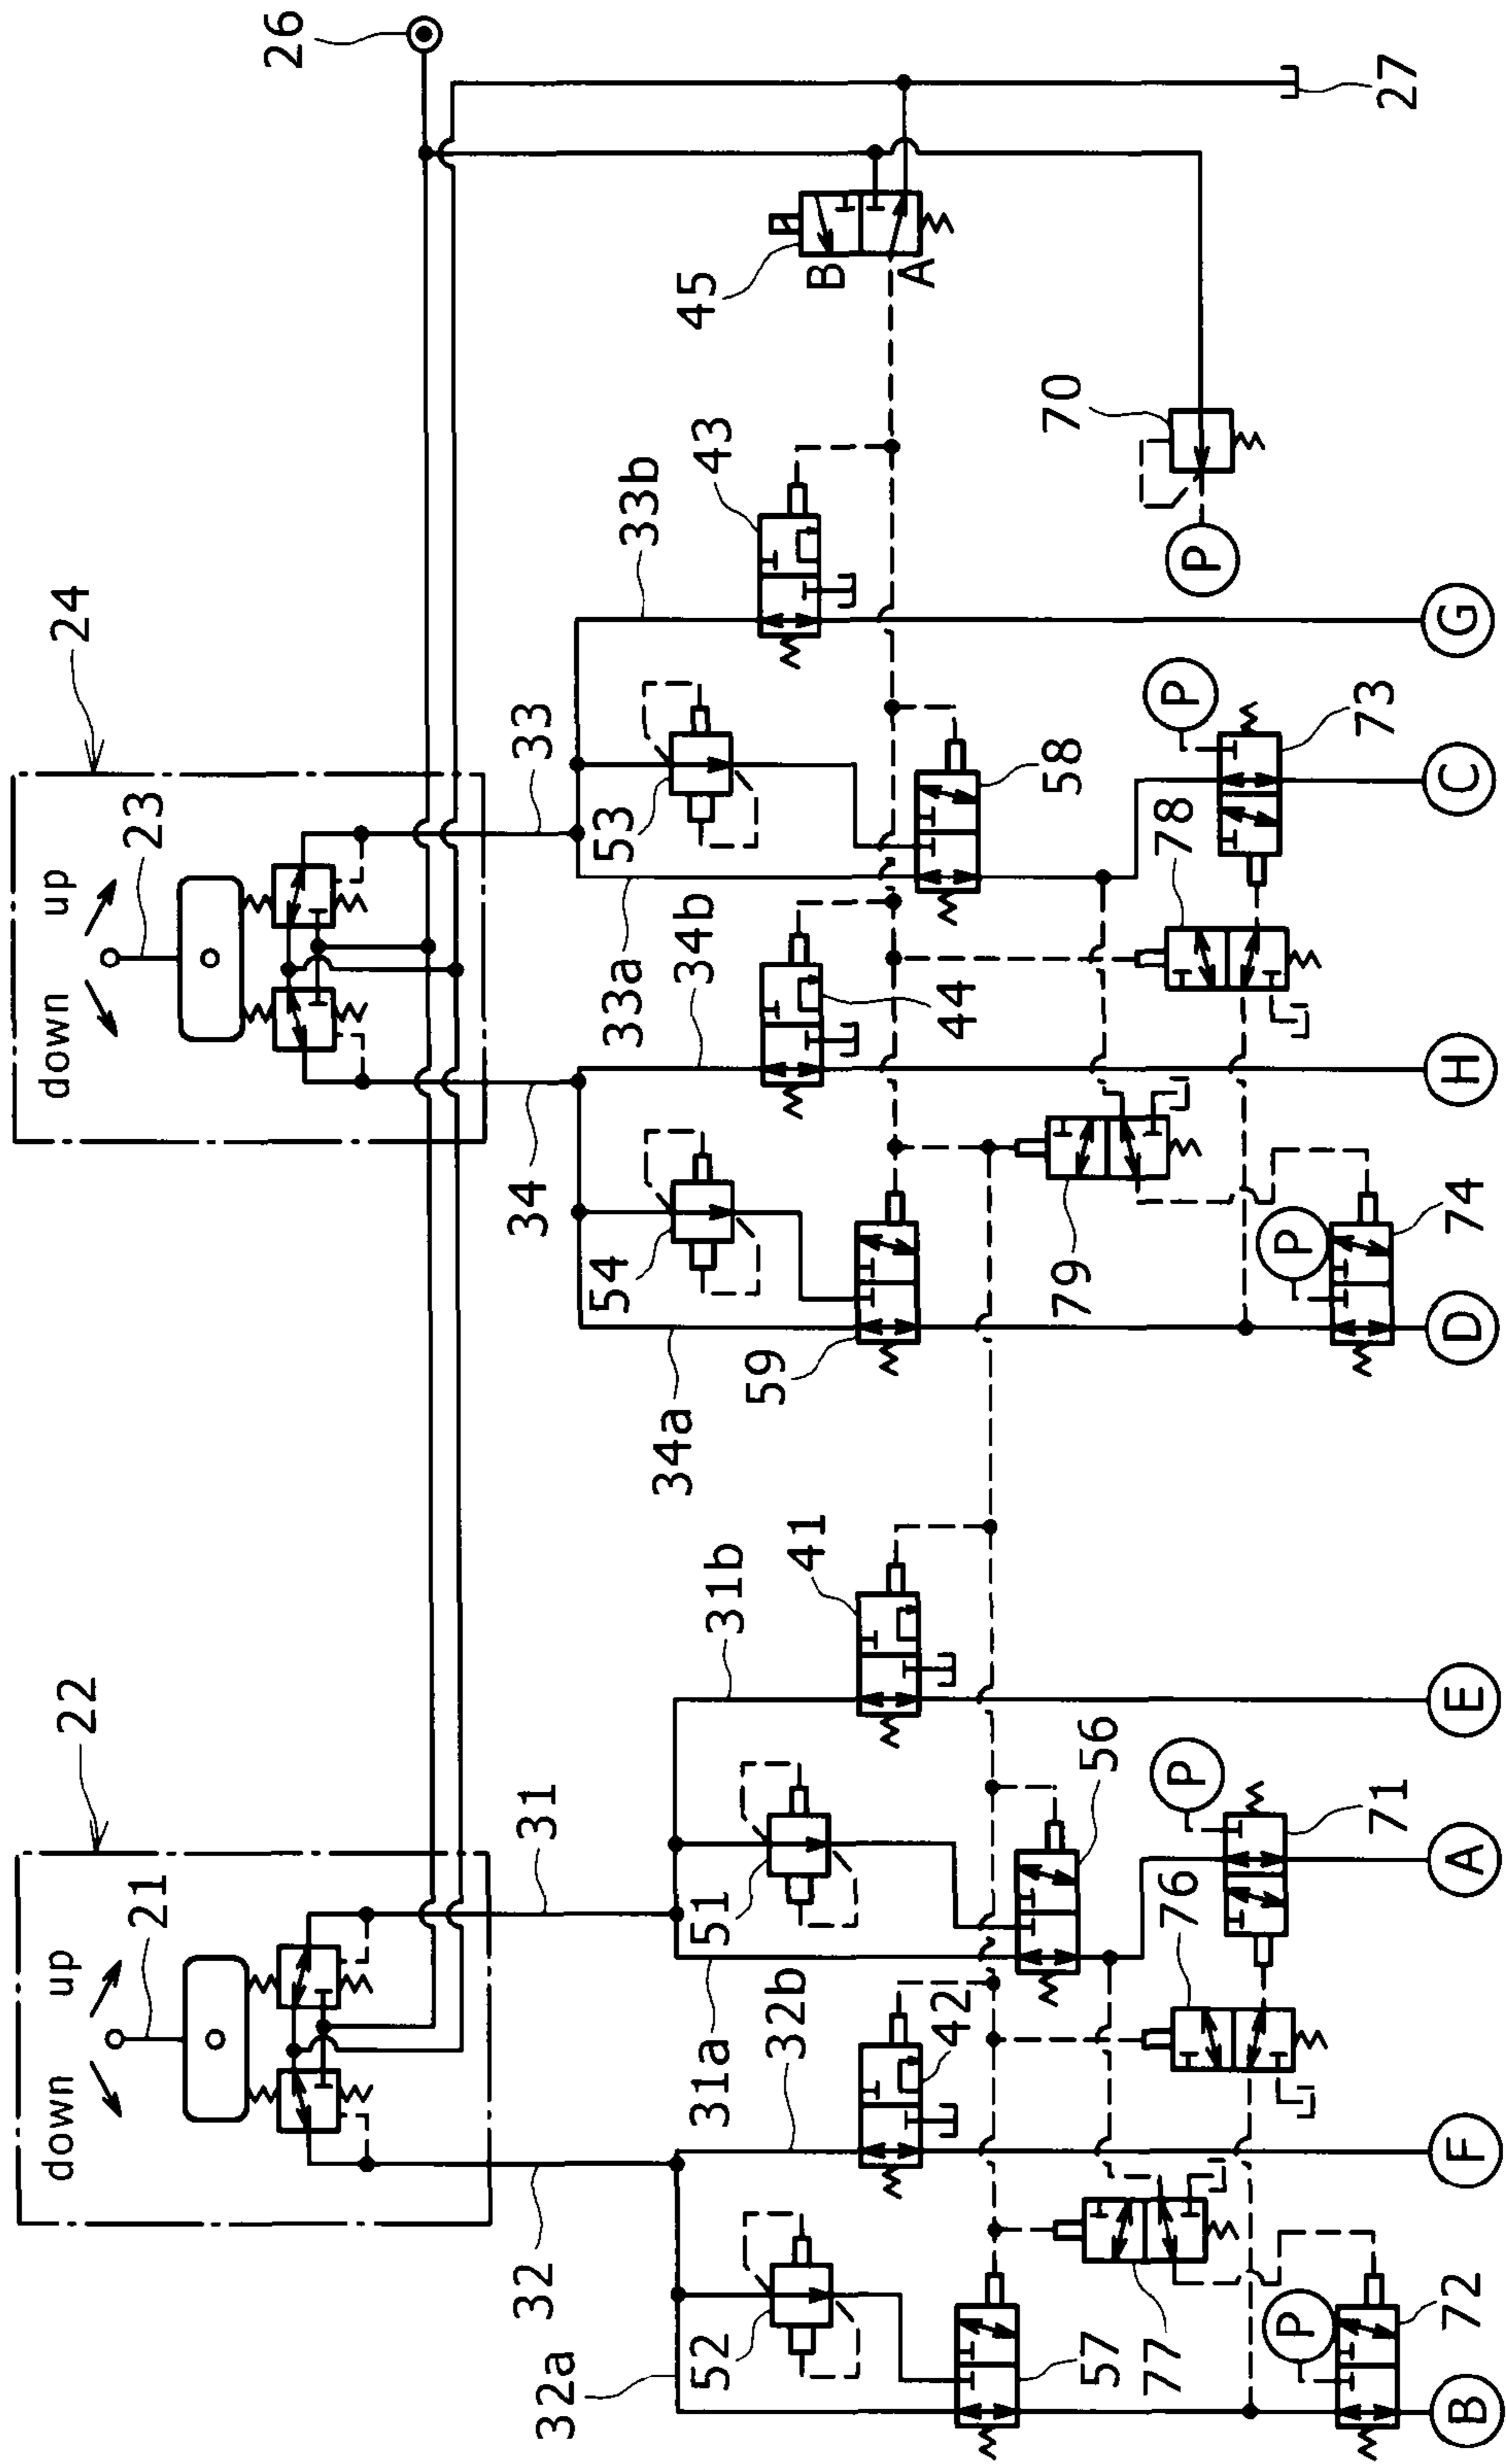 22
down
up
21
24
down
up
23
26
32
31
34
33
27
32a
52
31a
51
32b
31b
42
41
34a
54
33a
53
34b
33b
44
43
45
B
A
57
56
59
58
77
76
79
78
70
P
P
P
P
P
72
71
74
73
B
F
A
E
D
H
C
G